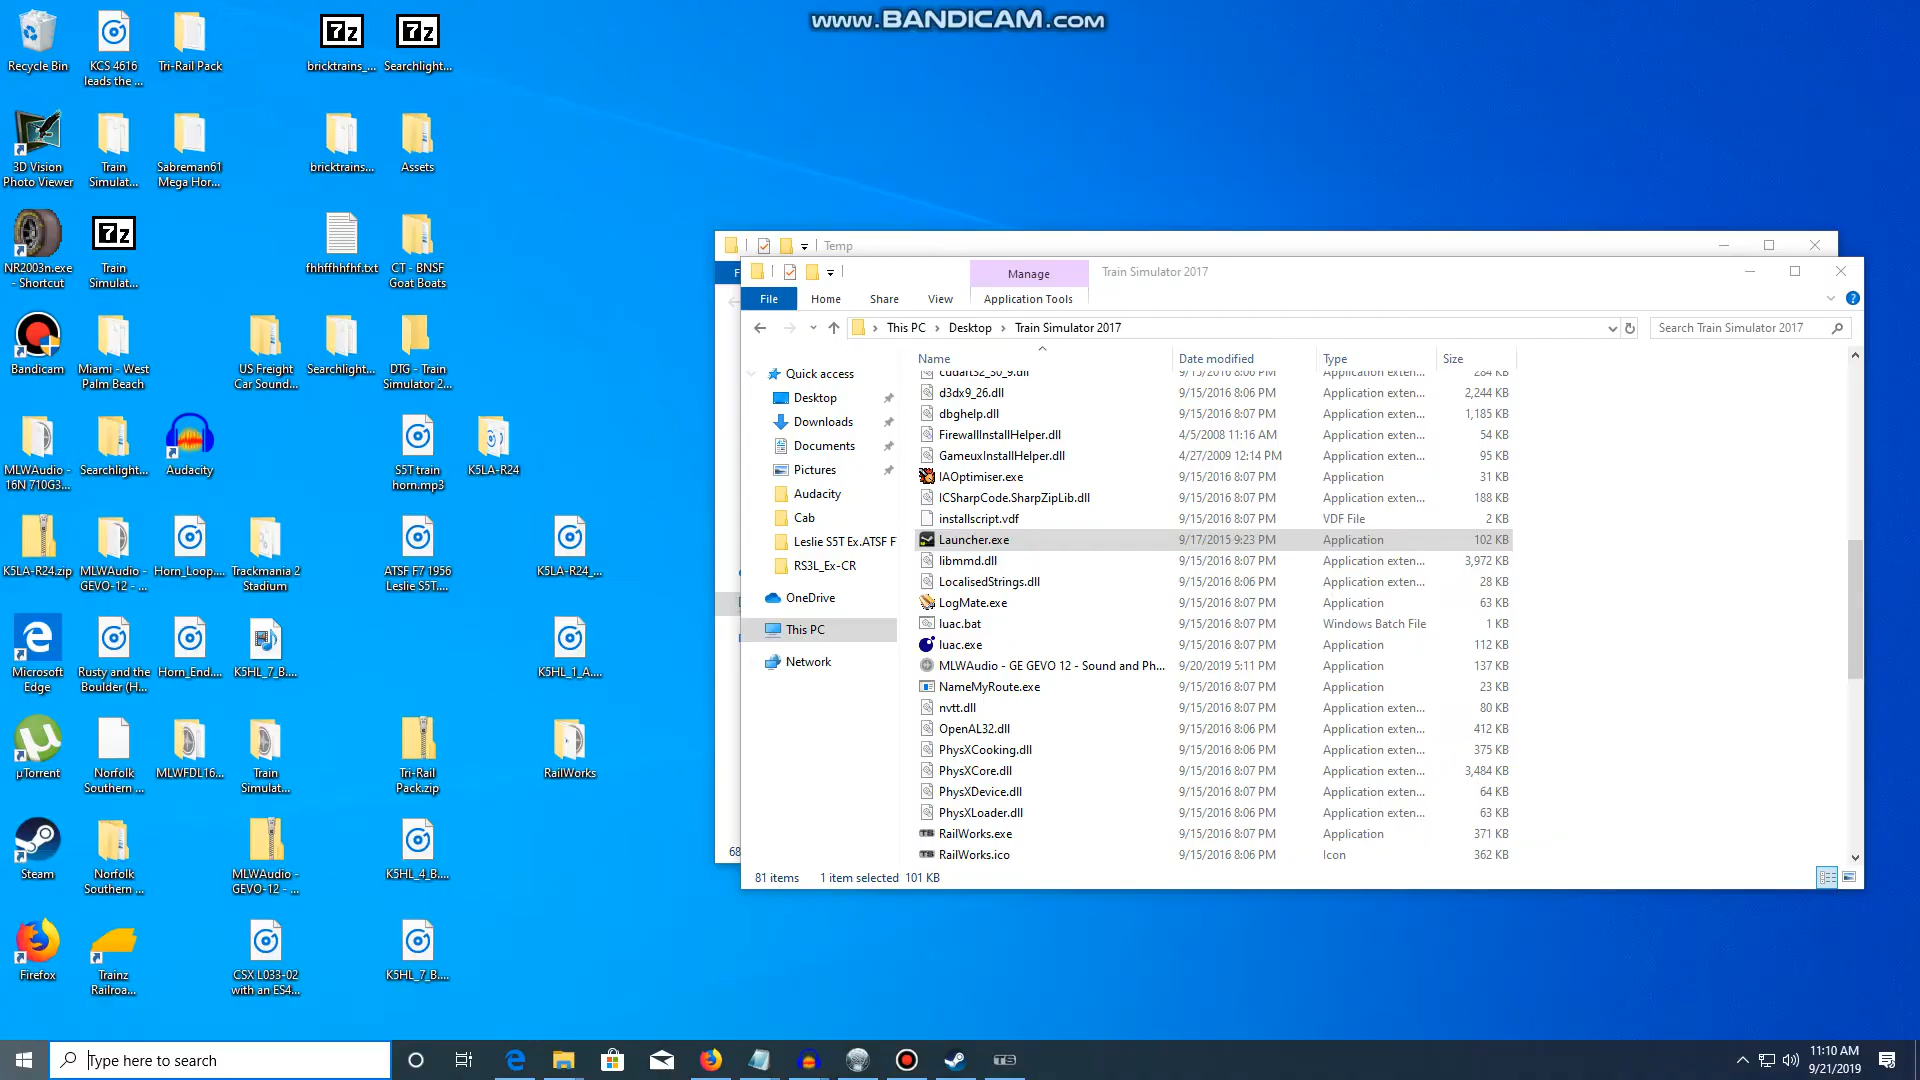 www.BANDICAM.com
Recycle Bin
KCS 4616
leads the ...
Tri-Rail Pack
bricktrains_...
Searchlight...
3D Vision
Photo Viewer
Train
Simulat...
Sabreman61
Mega Hor...
bricktrains...
Assets
NR2003n.exe
- Shortcut
Train
Simulat...
fhhffhhfhf.txt
CT - BNSF
Goat Boats
Bandicam
Miami - West
Palm Beach
US Freight
Car Sound...
Searchlight...
DTG - Train
Simulator 2...
MLWAudio -
16N 710G3...
Searchlight...
Audacity
S5T train
horn.mp3
K5LA-R24
K5LA-R24.zip
MLWAudio -
GEVO-12 - ...
Horn_Loop....
Trackmania 2
Stadium
ATSF F7 1956
Leslie S5T....
K5LA-R24_...
Microsoft
Edge
Rusty and the
Boulder (H...
Horn_End....
K5HL_7_B....
K5HL_1_A....
µTorrent
Norfolk
Southern ...
MLWFDL16...
Train
Simulat...
Tri-Rail
Pack.zip
RailWorks
Steam
Norfolk
Southern ...
MLWAudio -
GEVO-12 - ...
K5HL_4_B....
Firefox
Trainz
Railroa...
CSX L033-02
with an ES4...
K5HL_7_B....
Temp
Manage
Train Simulator 2017
File
Home
Share
View
Application Tools
This PC
Desktop
Train Simulator 2017
Search Train Simulator 2017
Quick access
Desktop
Downloads
Documents
Pictures
Audacity
Cab
Leslie S5T Ex.ATSF F
RS3L_Ex-CR
OneDrive
This PC
Network
Name Date modified Type Size
cudart32_30_9.dll 9/15/2016 8:06 PM Application exten... 284 KB
d3dx9_26.dll 9/15/2016 8:06 PM Application exten... 2,244 KB
dbghelp.dll 9/15/2016 8:07 PM Application exten... 1,185 KB
FirewallInstallHelper.dll 4/5/2008 11:16 AM Application exten... 54 KB
GameuxInstallHelper.dll 4/27/2009 12:14 PM Application exten... 95 KB
IAOptimiser.exe 9/15/2016 8:07 PM Application 31 KB
ICSharpCode.SharpZipLib.dll 9/15/2016 8:07 PM Application exten... 188 KB
installscript.vdf 9/15/2016 8:07 PM VDF File 2 KB
Launcher.exe 9/17/2015 9:23 PM Application 102 KB
libmmd.dll 9/15/2016 8:07 PM Application exten... 3,972 KB
LocalisedStrings.dll 9/15/2016 8:06 PM Application exten... 28 KB
LogMate.exe 9/15/2016 8:07 PM Application 63 KB
luac.bat 9/15/2016 8:07 PM Windows Batch File 1 KB
luac.exe 9/15/2016 8:07 PM Application 112 KB
MLWAudio - GE GEVO 12 - Sound and Ph... 9/20/2019 5:11 PM Application 137 KB
NameMyRoute.exe 9/15/2016 8:07 PM Application 23 KB
nvtt.dll 9/15/2016 8:07 PM Application exten... 80 KB
OpenAL32.dll 9/15/2016 8:06 PM Application exten... 412 KB
PhysXCooking.dll 9/15/2016 8:07 PM Application exten... 375 KB
PhysXCore.dll 9/15/2016 8:07 PM Application exten... 3,484 KB
PhysXDevice.dll 9/15/2016 8:07 PM Application exten... 64 KB
PhysXLoader.dll 9/15/2016 8:06 PM Application exten... 63 KB
RailWorks.exe 9/15/2016 8:07 PM Application 371 KB
RailWorks.ico 9/15/2016 8:06 PM Icon 362 KB
68
81 items 1 item selected 101 KB
Type here to search
11:10 AM
9/21/2019